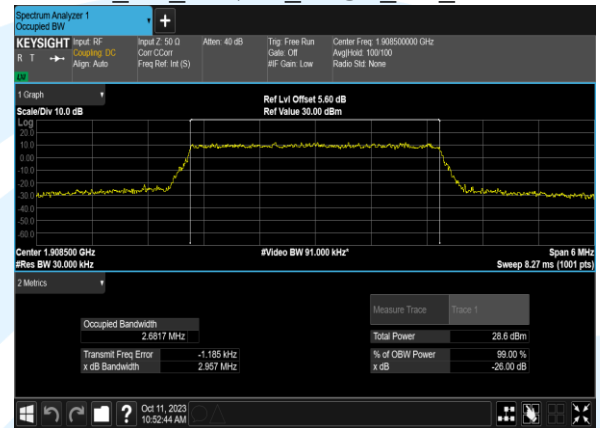 Spectrum Analyzer 1
Occupied BW
KEYSIGHT Input: RF Input Z: 50 Ω Atten: 40 dB Trig: Free Run Center Freq: 1.908500000 GHz
R T Coupling: DC Corr CCorr Gate: Off Avg|Hold: 100/100
Align: Auto Freq Ref: Int (S) #IF Gain: Low Radio Std: None
LXI
1 Graph
Ref Lvl Offset 5.60 dB
Scale/Div 10.0 dB Ref Value 30.00 dBm
Log
20.0
10.0
0.00
-10.0
-20.0
-30.0
-40.0
-50.0
-60.0
Center 1.908500 GHz #Video BW 91.000 kHz* Span 6 MHz
#Res BW 30.000 kHz Sweep 8.27 ms (1001 pts)
2 Metrics
Measure Trace Trace 1
Occupied Bandwidth
2.6817 MHz Total Power 28.6 dBm
Transmit Freq Error -1.185 kHz % of OBW Power 99.00 %
x dB Bandwidth 2.957 MHz x dB -26.00 dB
? Oct 11, 2023
10:52:44 AM